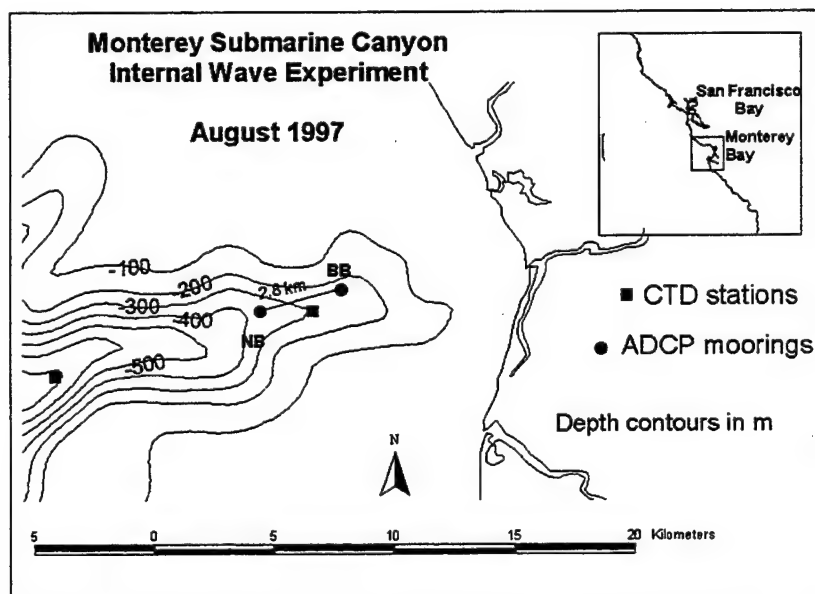 Monterey Submarine Canyon
Internal Wave Experiment
August 1997
San Francisco
Bay
Monterey
Bay
-100
-200
-300
-400
-500
BB
2.8 km
NB
CTD stations
ADCP moorings
Depth contours in m
N
5 0 5 10 15 20 Kilometers